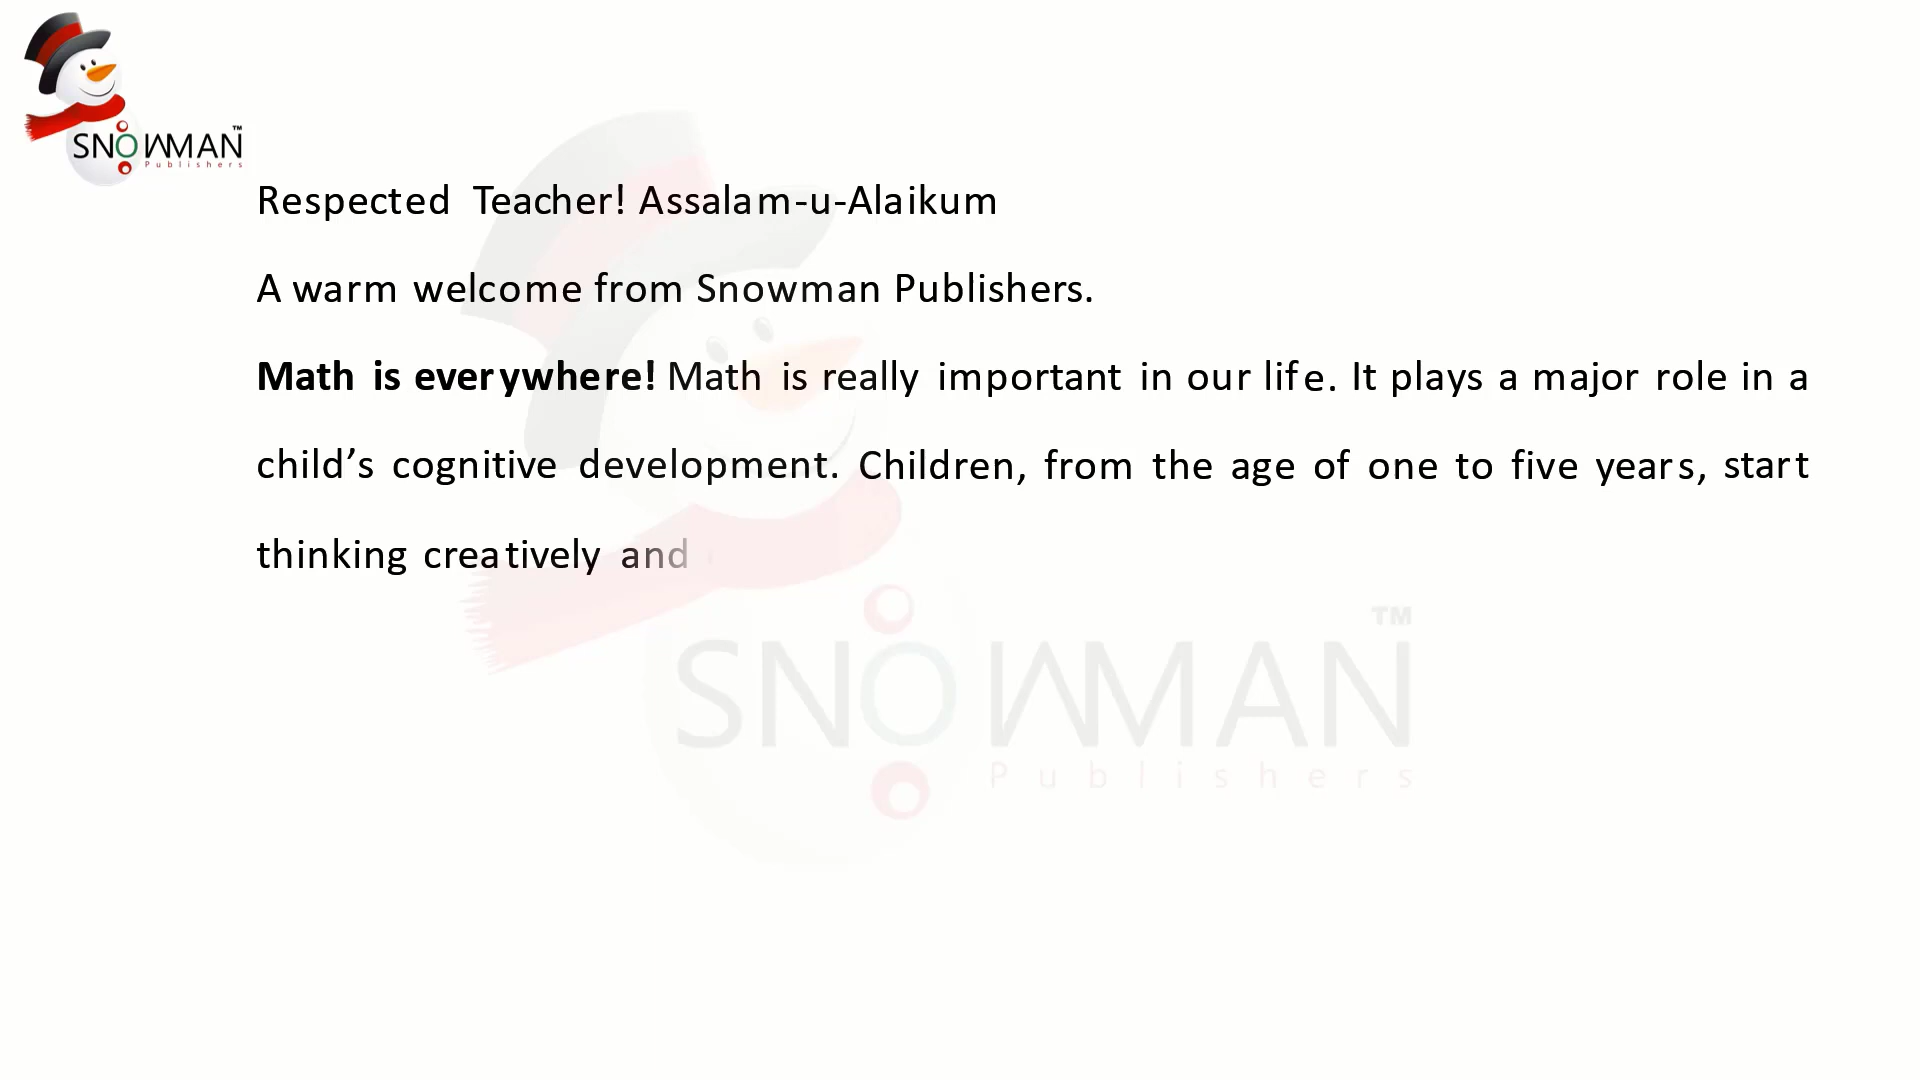 SNOWMAN
TM
Publishers
Respected Teacher! Assalam-u-Alaikum
A warm welcome from Snowman Publishers.
Math is everywhere! Math is really important in our life. It plays a major role in a
child’s cognitive development. Children, from the age of one to five years, start
thinking creatively and
TM
SNOWMAN
Publishers